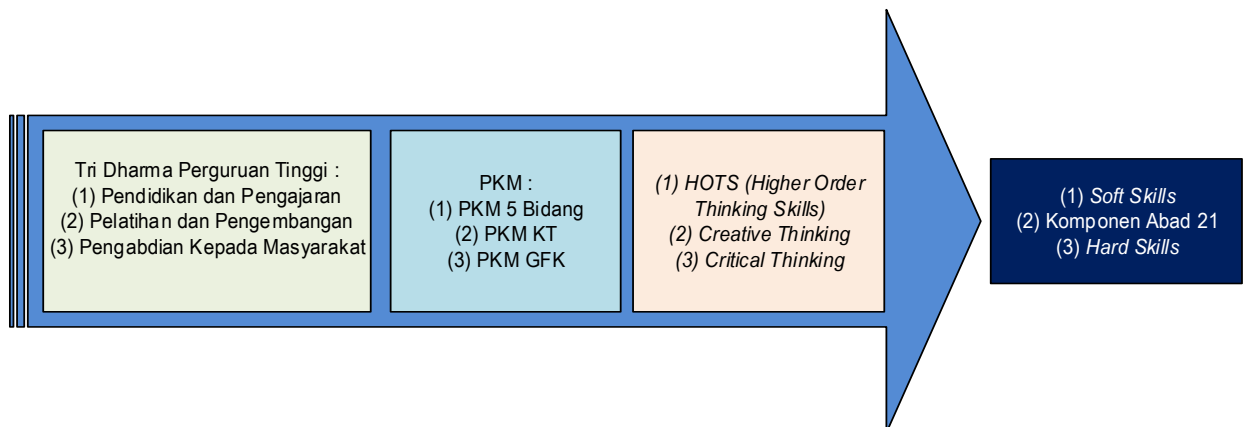 Tri Dharma Perguruan Tinggi :
(1) Pendidikan dan Pengajaran
(2) Pelatihan dan Pengembangan
(3) Pengabdian Kepada Masyarakat
PKM :
(1) PKM 5 Bidang
(2) PKM KT
(3) PKM GFK
(1) HOTS (Higher Order
Thinking Skills)
(2) Creative Thinking
(3) Critical Thinking
(1) Soft Skills
(2) Komponen Abad 21
(3) Hard Skills